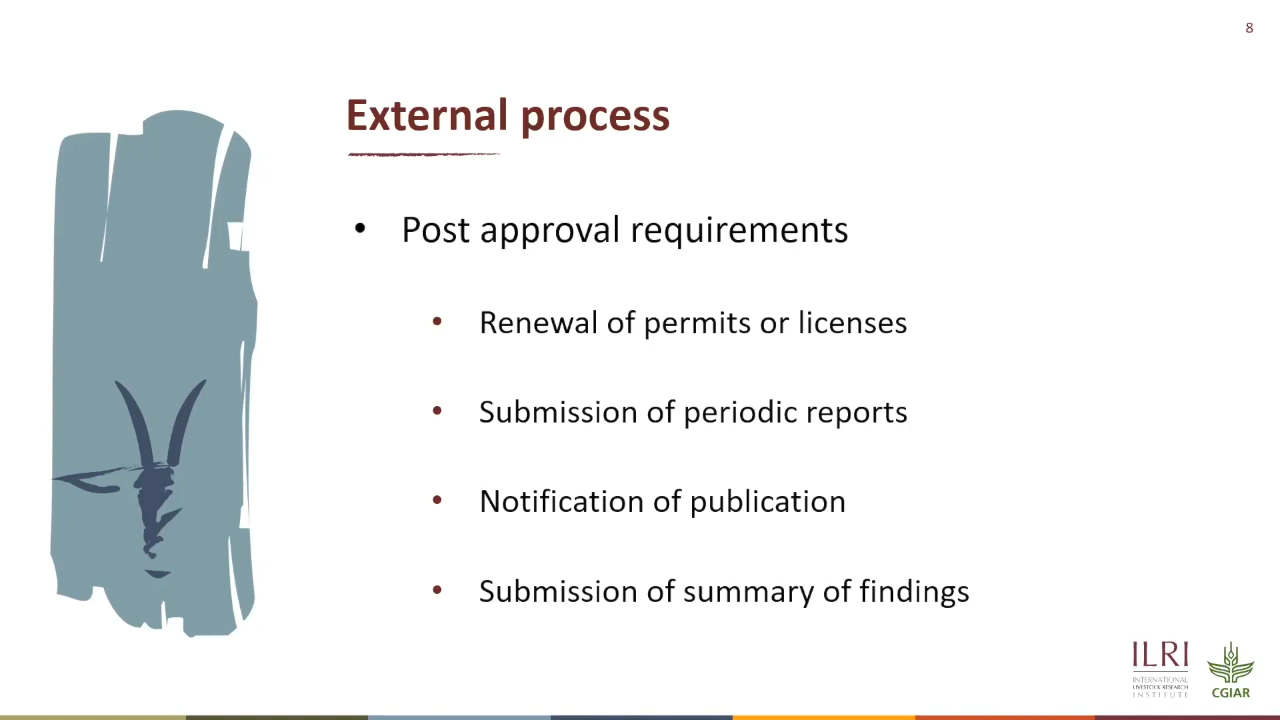 8
External process
• Post approval requirements
• Renewal of permits or licenses
• Submission of periodic reports
• Notification of publication
• Submission of summary of findings
ILRI
INTERNATIONAL
LIVESTOCK RESEARCH
INSTITUTE
CGIAR